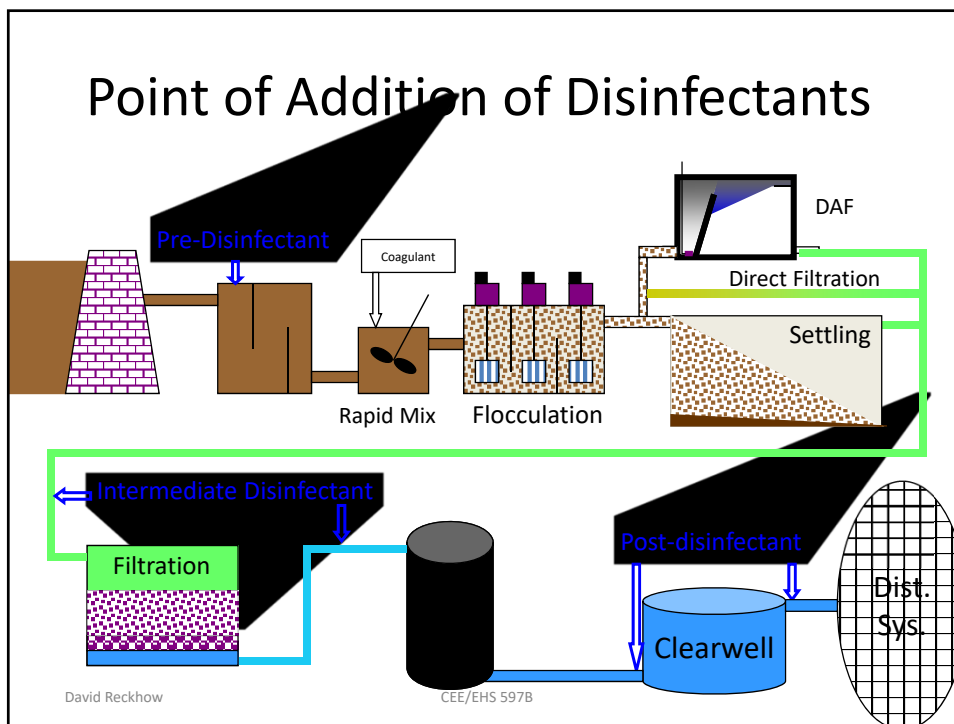 Point of Addition of Disinfectants
DAF
Pre-Disinfectant
Coagulant
Direct Filtration
Settling
Rapid Mix
Flocculation
Intermediate Disinfectant
Post-disinfectant
Filtration
Dist.
Sys.
Clearwell
David Reckhow
CEE/EHS 597B